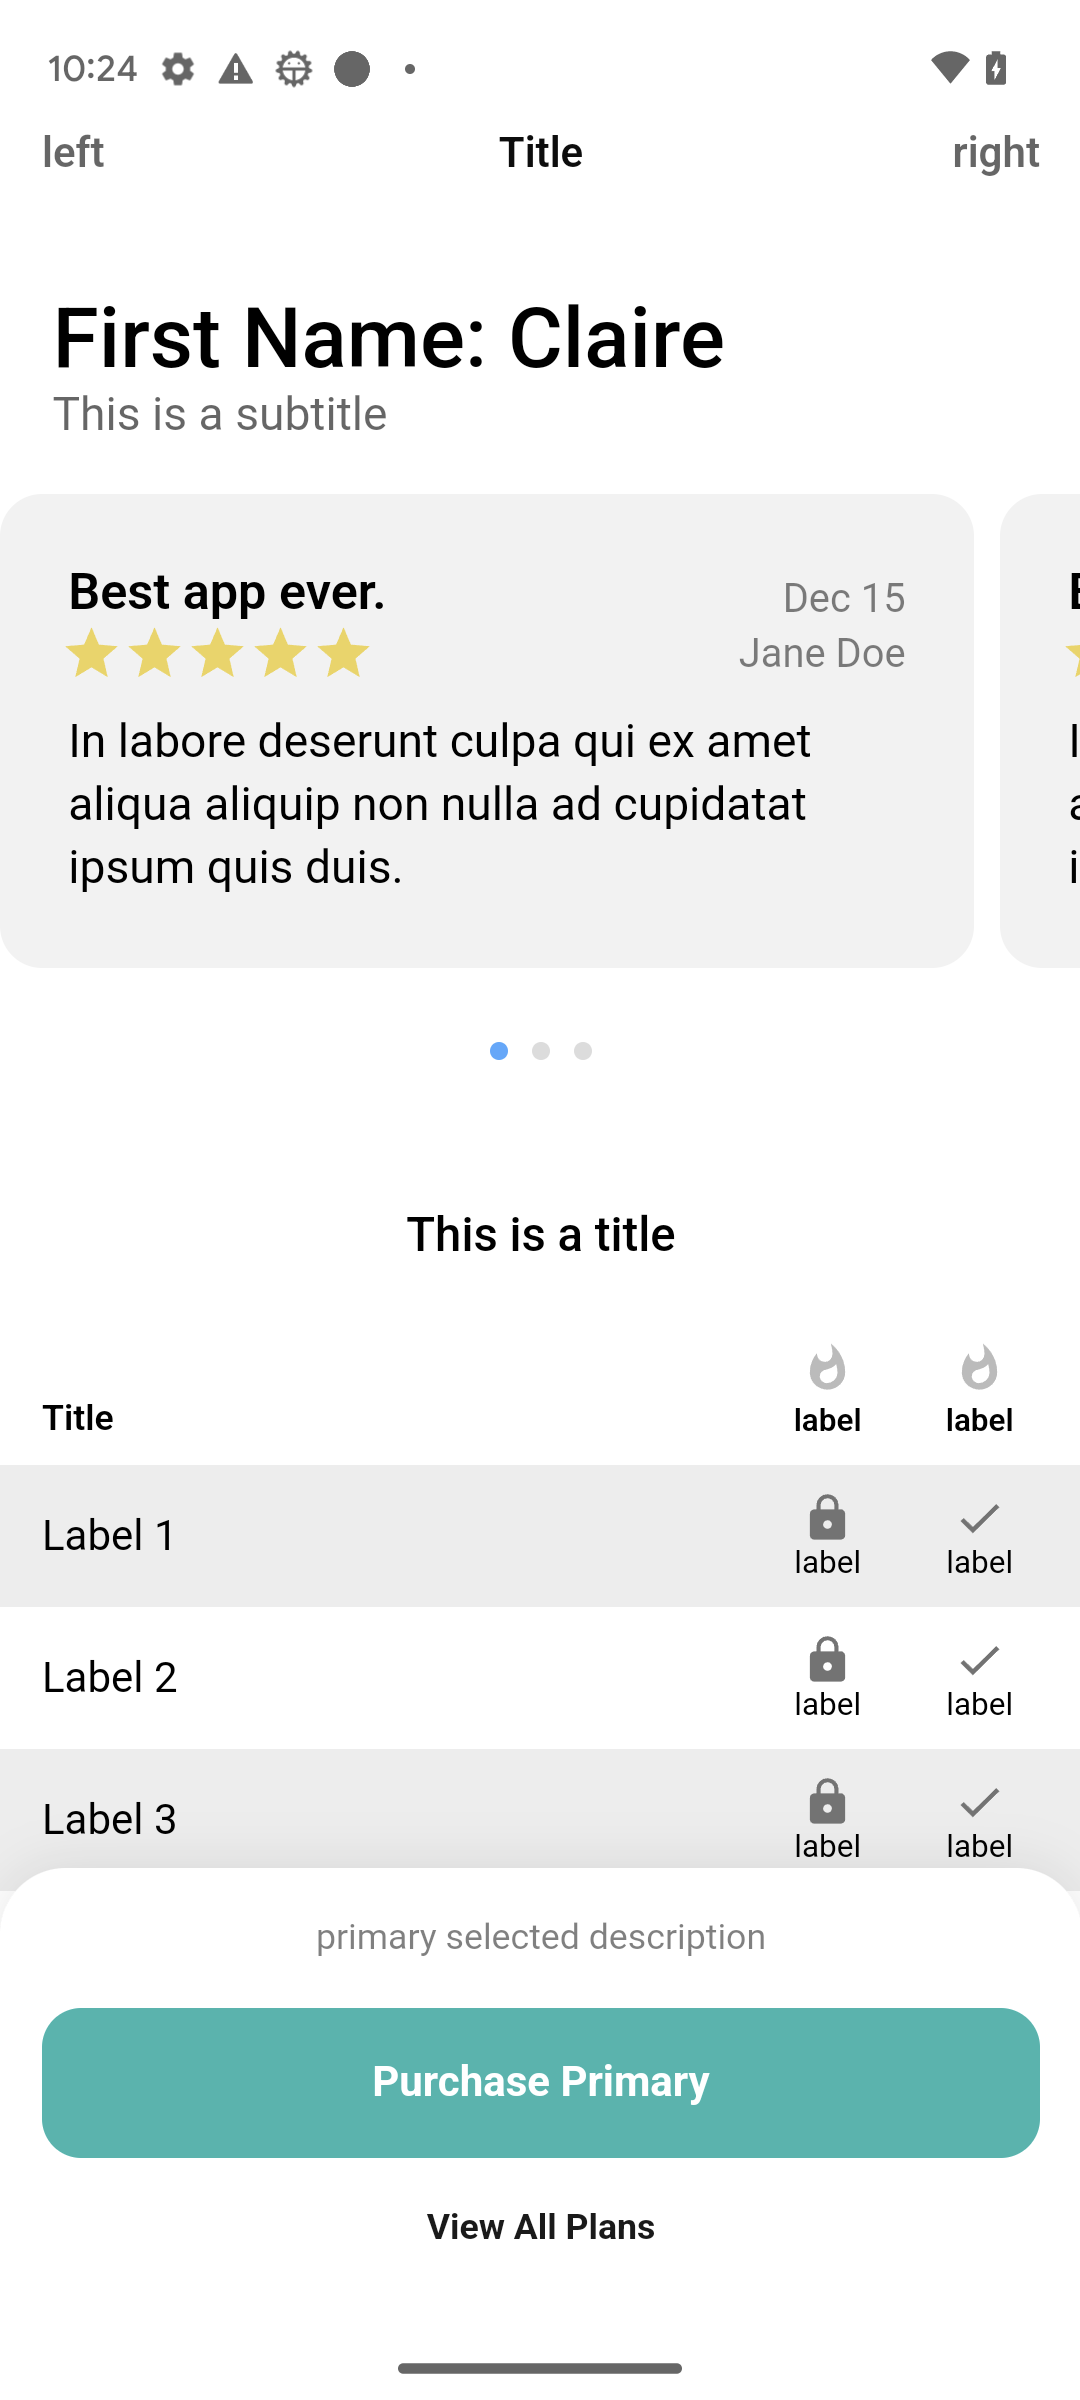 10:24
left Title right
First Name: Claire
This is a subtitle
Best app ever.
Dec 15
Jane Doe
In labore deserunt culpa qui ex amet
aliqua aliquip non nulla ad cupidatat
ipsum quis duis.
This is a title
Title label label
Label 1 label label
Label 2 label label
Label 3 label label
primary selected description
Purchase Primary
View All Plans